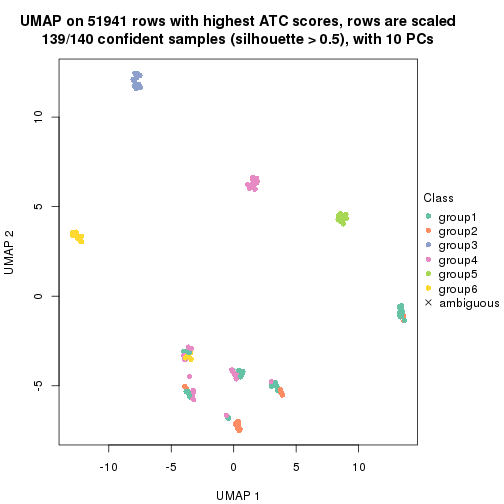 UMAP on 51941 rows with highest ATC scores, rows are scaled
139/140 confident samples (silhouette > 0.5), with 10 PCs
10
5
0
-5
UMAP 2
-10
-5
0
5
10
UMAP 1
Class
group1
group2
group3
group4
group5
group6
ambiguous